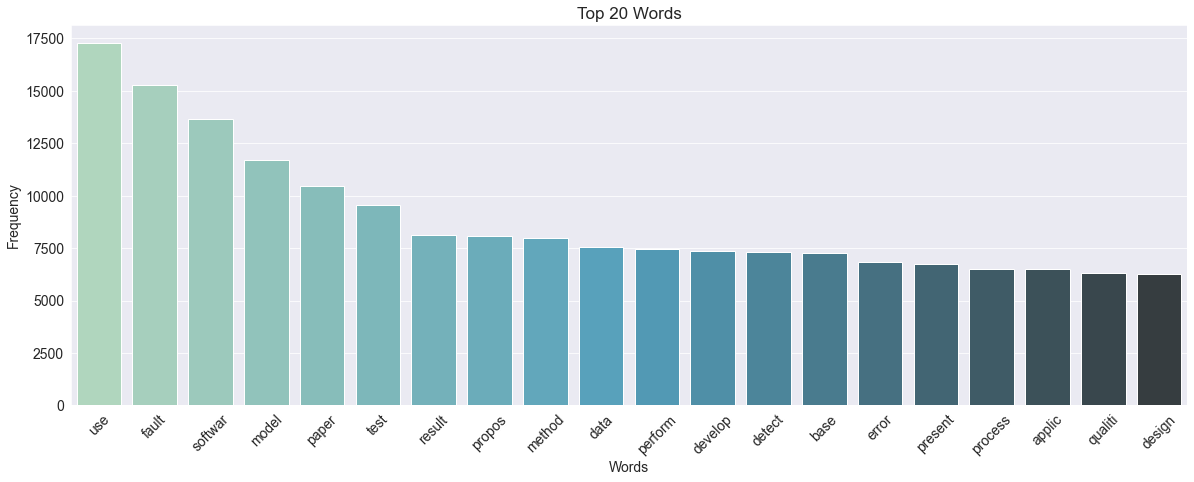 Top 20 Words
Frequency
17500
15000
12500
10000
7500
5000
2500
0
use fault softwar model paper test result propos method data perform develop detect base error present process applic qualiti design
Words